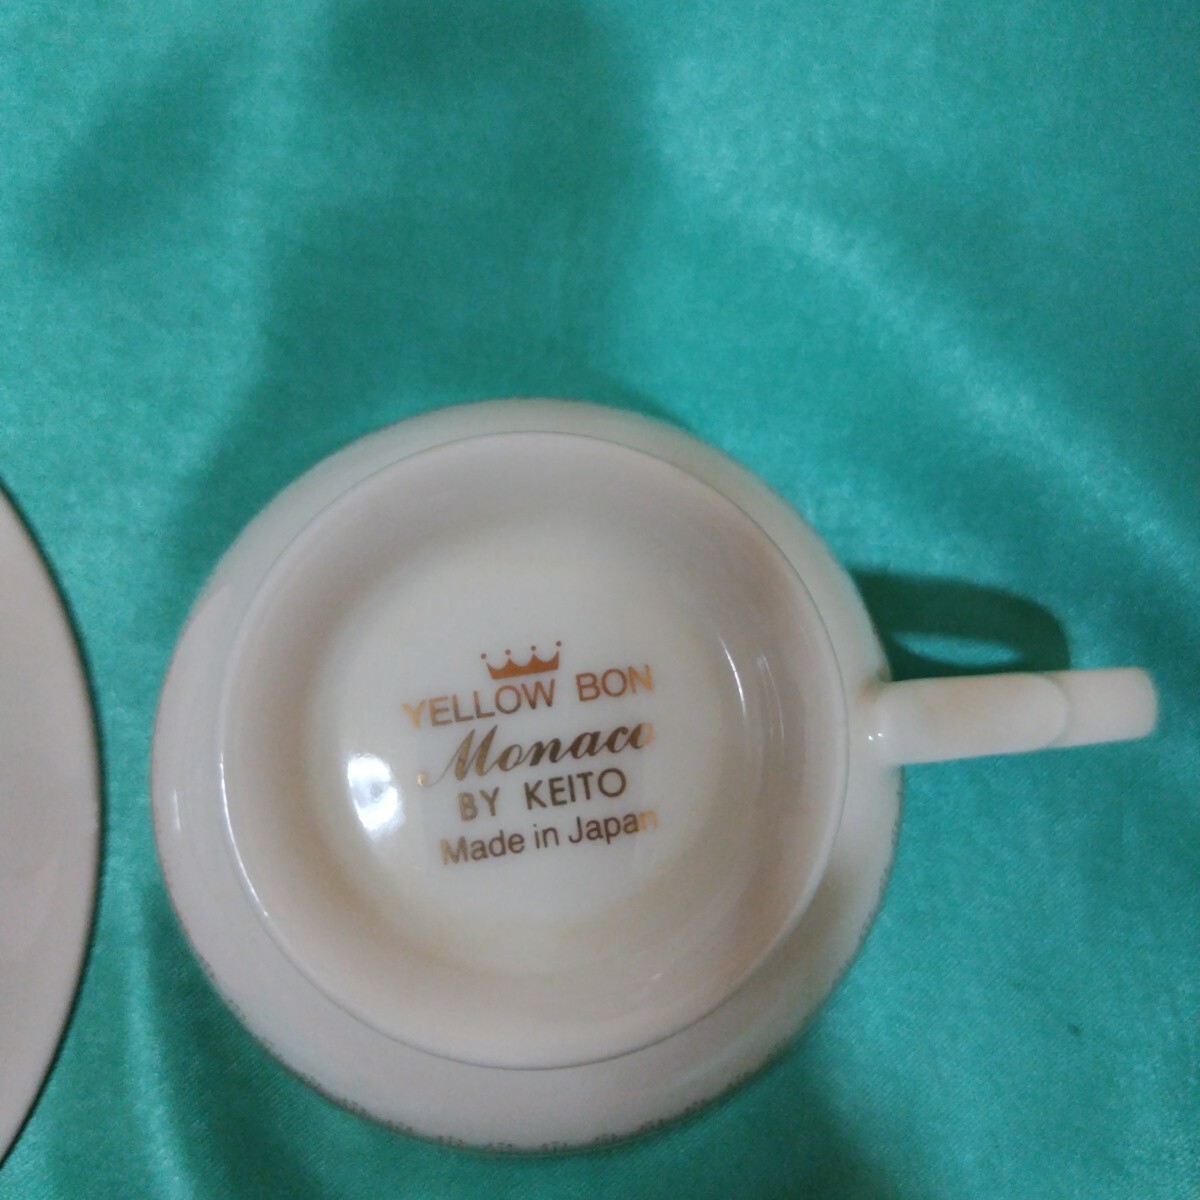 YELLOW BON
Monaco
BY KEITO
Made in Japan